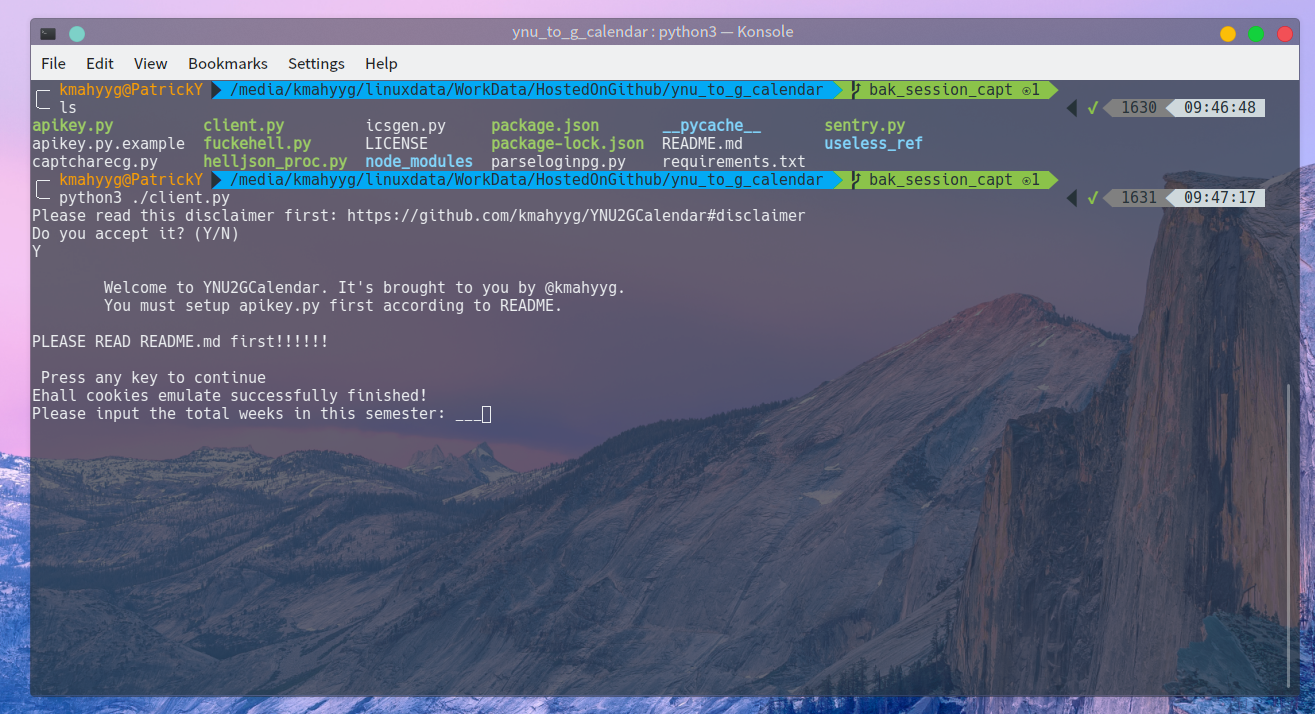 ynu_to_g_calendar : python3 — Konsole
File Edit View Bookmarks Settings Help
kmahyyg@PatrickY /media/kmahyyg/linuxdata/WorkData/HostedOnGithub/ynu_to_g_calendar bak_session_capt ⍟1
ls ✓ 1630 09:46:48
apikey.py client.py icsgen.py package.json __pycache__ sentry.py
apikey.py.example fuckehell.py LICENSE package-lock.json README.md useless_ref
captcharecg.py helljson_proc.py node_modules parseloginpg.py requirements.txt
kmahyyg@PatrickY /media/kmahyyg/linuxdata/WorkData/HostedOnGithub/ynu_to_g_calendar bak_session_capt ⍟1
python3 ./client.py ✓ 1631 09:47:17
Please read this disclaimer first: https://github.com/kmahyyg/YNU2GCalendar#disclaimer
Do you accept it? (Y/N)
Y
Welcome to YNU2GCalendar. It's brought to you by @kmahyyg.
You must setup apikey.py first according to README.
PLEASE READ README.md first!!!!!!
Press any key to continue
Ehall cookies emulate successfully finished!
Please input the total weeks in this semester: ___